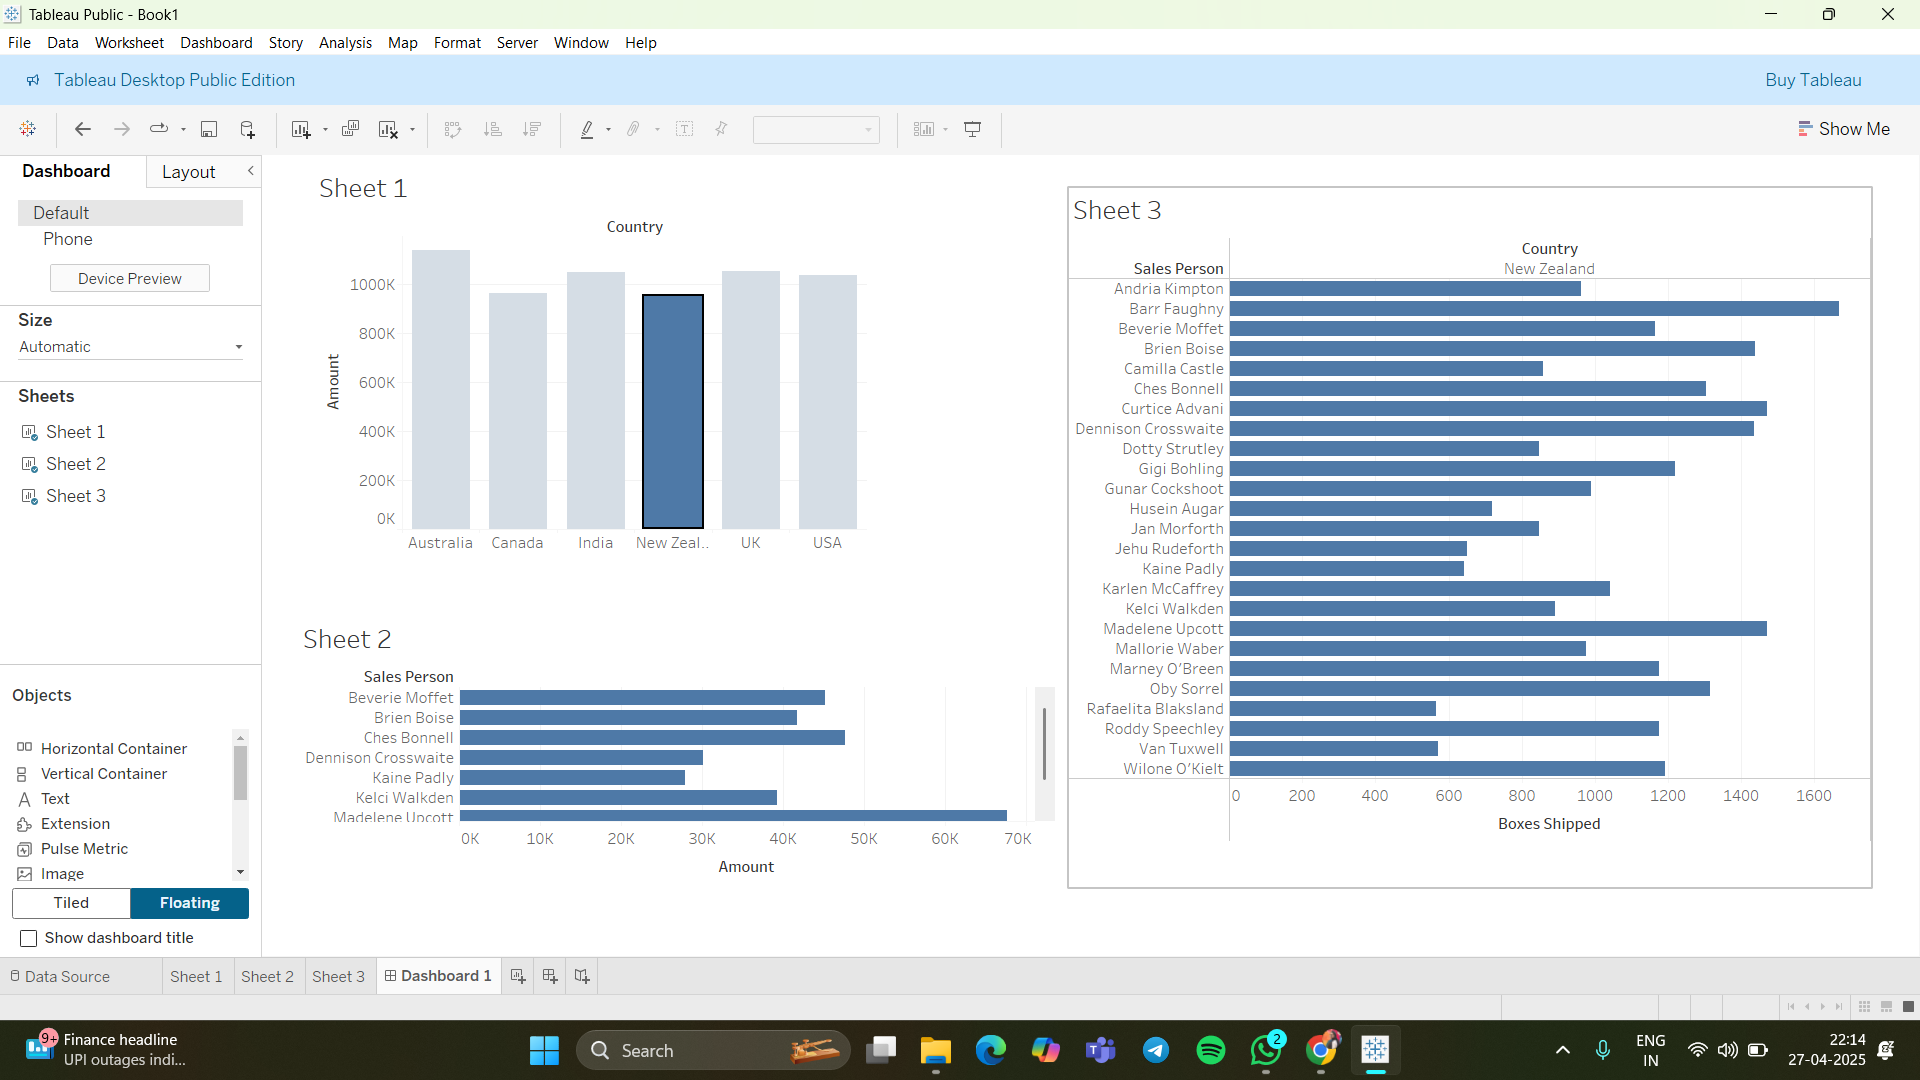 Tableau Public - Book1
File Data Worksheet Dashboard Story Analysis Map Format Server Window Help
Tableau Desktop Public Edition
Buy Tableau
Show Me
Dashboard
Layout
Default
Phone
Device Preview
Size
Automatic
Sheets
Sheet 1
Sheet 2
Sheet 3
Objects
Horizontal Container
Vertical Container
Text
Extension
Pulse Metric
Image
Tiled
Floating
Show dashboard title
Sheet 1
Country
Amount
1000K
800K
600K
400K
200K
0K
Australia Canada India New Zeal.. UK USA
Sheet 2
Sales Person
Beverie Moffet
Brien Boise
Ches Bonnell
Dennison Crosswaite
Kaine Padly
Kelci Walkden
Madelene Upcott
0K 10K 20K 30K 40K 50K 60K 70K
Amount
Sheet 3
Country
Sales Person New Zealand
Andria Kimpton
Barr Faughny
Beverie Moffet
Brien Boise
Camilla Castle
Ches Bonnell
Curtice Advani
Dennison Crosswaite
Dotty Strutley
Gigi Bohling
Gunar Cockshoot
Husein Augar
Jan Morforth
Jehu Rudeforth
Kaine Padly
Karlen McCaffrey
Kelci Walkden
Madelene Upcott
Mallorie Waber
Marney O’Breen
Oby Sorrel
Rafaelita Blaksland
Roddy Speechley
Van Tuxwell
Wilone O’Kielt
0 200 400 600 800 1000 1200 1400 1600
Boxes Shipped
Data Source Sheet 1 Sheet 2 Sheet 3 Dashboard 1
9+
Finance headline
UPI outages indi...
Search
2
ENG
IN
22:14
27-04-2025